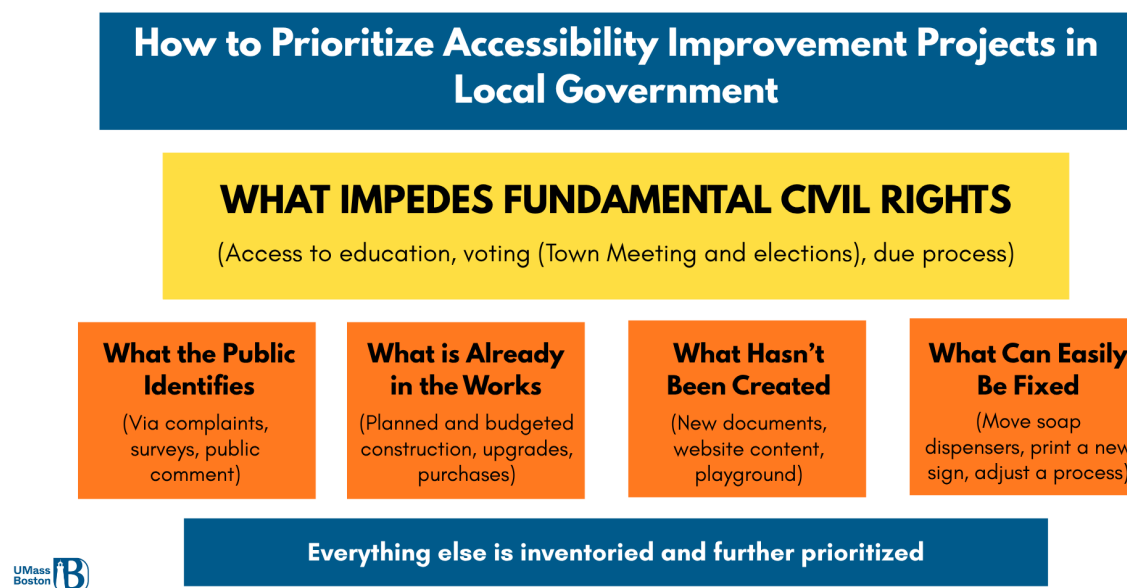 How to Prioritize Accessibility Improvement Projects in
Local Government
WHAT IMPEDES FUNDAMENTAL CIVIL RIGHTS
(Access to education, voting (Town Meeting and elections), due process)
What the Public
Identifies
(Via complaints,
surveys, public
comment)
What is Already
in the Works
(Planned and budgeted
construction, upgrades,
purchases)
What Hasn't
Been Created
(New documents,
website content,
playground)
What Can Easily
Be Fixed
(Move soap
dispensers, print a new
sign, adjust a process)
Everything else is inventoried and further prioritized
UMass
Boston
B